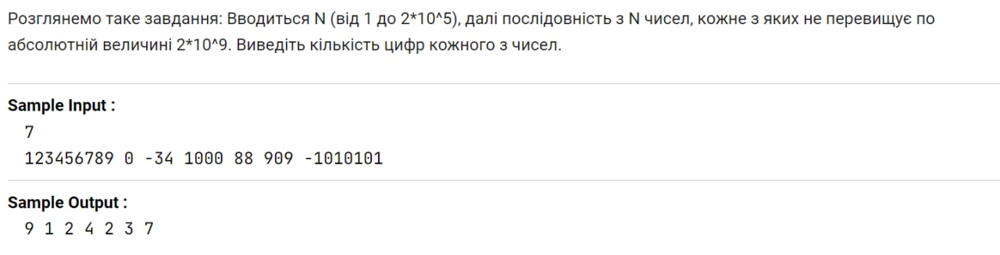 Розглянемо таке завдання: Вводиться N (від 1 до 2*10^5), далі послідовність з N чисел, кожне з яких не перевищує по
абсолютній величині 2*10^9. Виведіть кількість цифр кожного з чисел.
Sample Input :
7
123456789 0 -34 1000 88 909 -1010101
Sample Output :
9 1 2 4 2 3 7